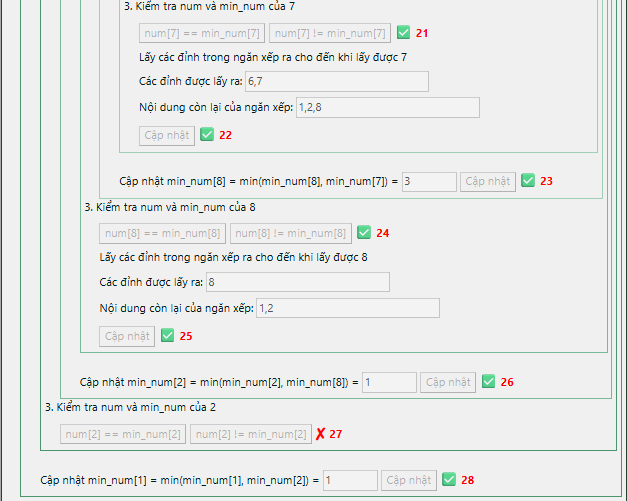 3. Kiểm tra num và min_num của 7
num[7] == min_num[7] num[7] != min_num[7] 21
Lấy các đỉnh trong ngăn xếp ra cho đến khi lấy được 7
Các đỉnh được lấy ra: 6,7
Nội dung còn lại của ngăn xếp: 1,2,8
Cập nhật 22
Cập nhật min_num[8] = min(min_num[8], min_num[7]) = 3 Cập nhật 23
3. Kiểm tra num và min_num của 8
num[8] == min_num[8] num[8] != min_num[8] 24
Lấy các đỉnh trong ngăn xếp ra cho đến khi lấy được 8
Các đỉnh được lấy ra: 8
Nội dung còn lại của ngăn xếp: 1,2
Cập nhật 25
Cập nhật min_num[2] = min(min_num[2], min_num[8]) = 1 Cập nhật 26
3. Kiểm tra num và min_num của 2
num[2] == min_num[2] num[2] != min_num[2] 27
Cập nhật min_num[1] = min(min_num[1], min_num[2]) = 1 Cập nhật 28